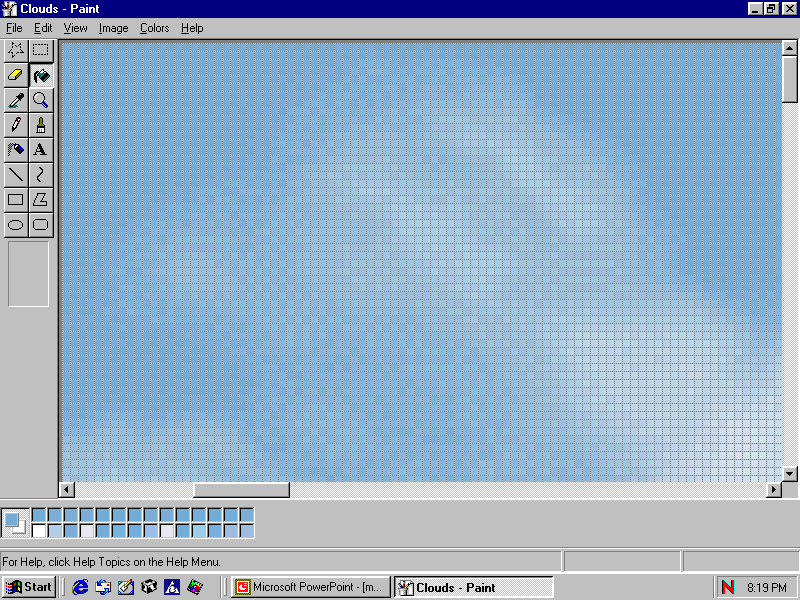 Clouds - Paint
File Edit View Image Colors Help
A
For Help, click Help Topics on the Help Menu.
Start Microsoft PowerPoint - [m... Clouds - Paint N 8:19 PM